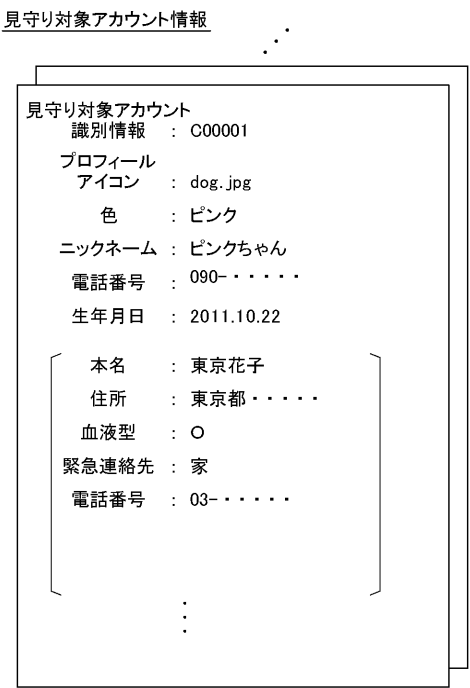 見守り対象アカウント情報
見守り対象アカウント
識別情報 : C00001
プロフィール
アイコン : dog.jpg
色 : ピンク
ニックネーム : ピンクちゃん
電話番号 : 090-・・・・・
生年月日 : 2011.10.22
本名 : 東京花子
住所 : 東京都・・・・・
血液型 : O
緊急連絡先 : 家
電話番号 : 03-・・・・・